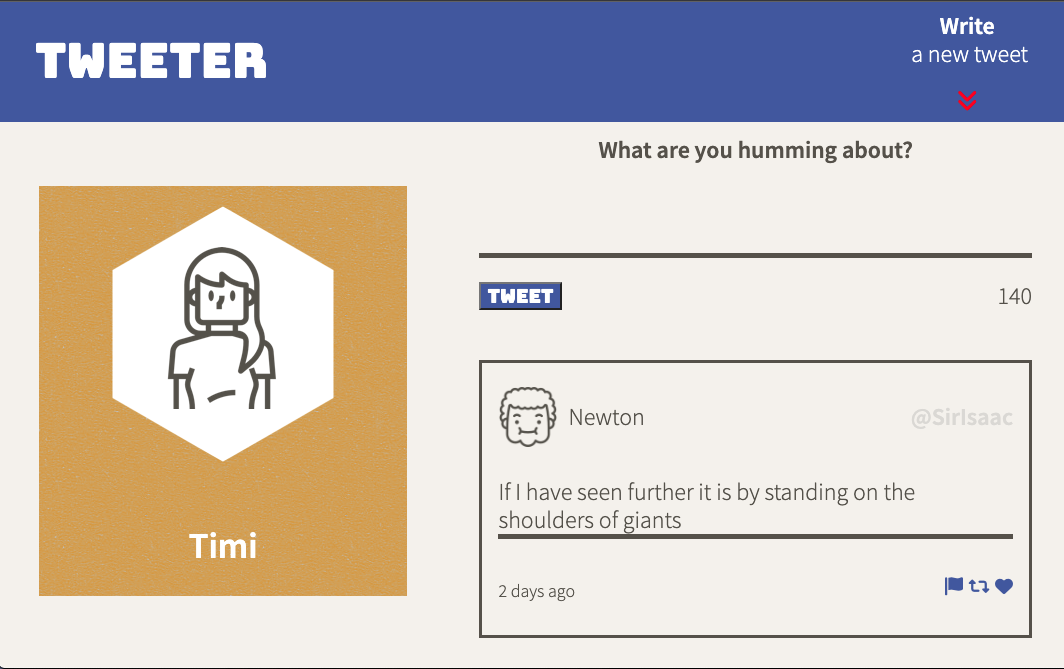 TWEETER
Write
a new tweet
What are you humming about?
TWEET
140
Timi
Newton
@SirIsaac
If I have seen further it is by standing on the
shoulders of giants
2 days ago